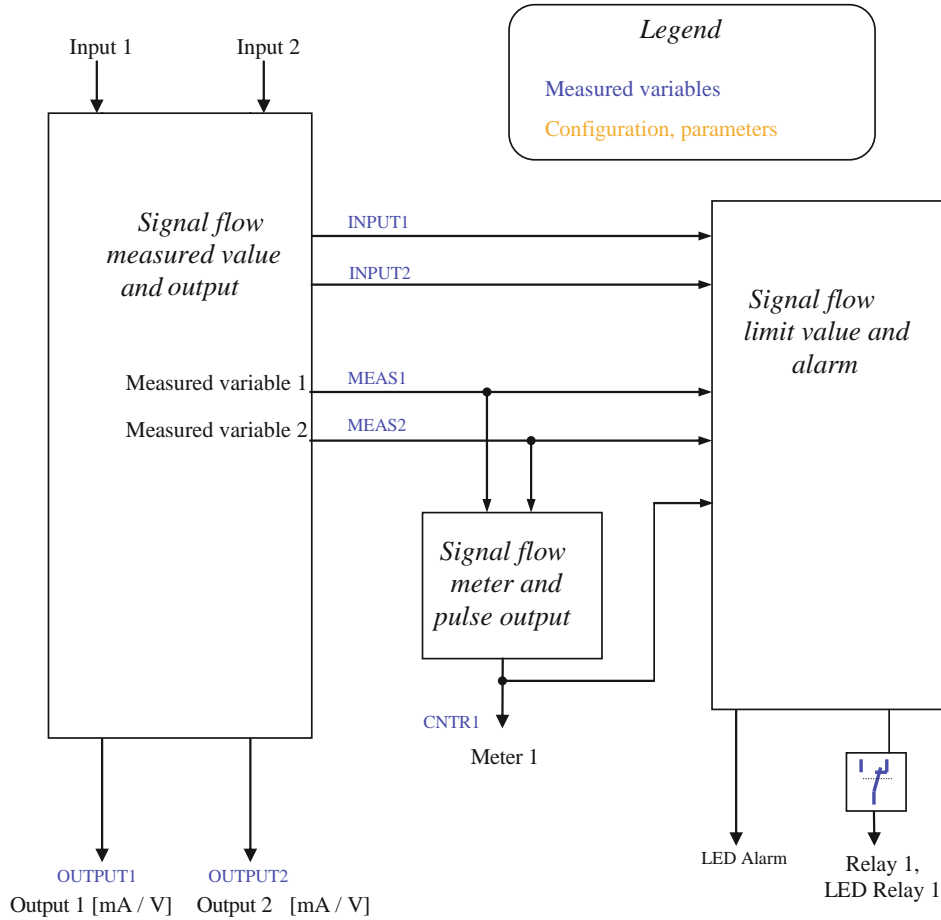 Input 1
Input 2
Legend
Measured variables
Configuration, parameters
Signal flow
measured value
and output
INPUT1
INPUT2
Measured variable 1
MEAS1
Measured variable 2
MEAS2
Signal flow
limit value and
alarm
Signal flow
meter and
pulse output
CNTR1
Meter 1
OUTPUT1
Output 1 [mA / V]
OUTPUT2
Output 2 [mA / V]
LED Alarm
Relay 1,
LED Relay 1